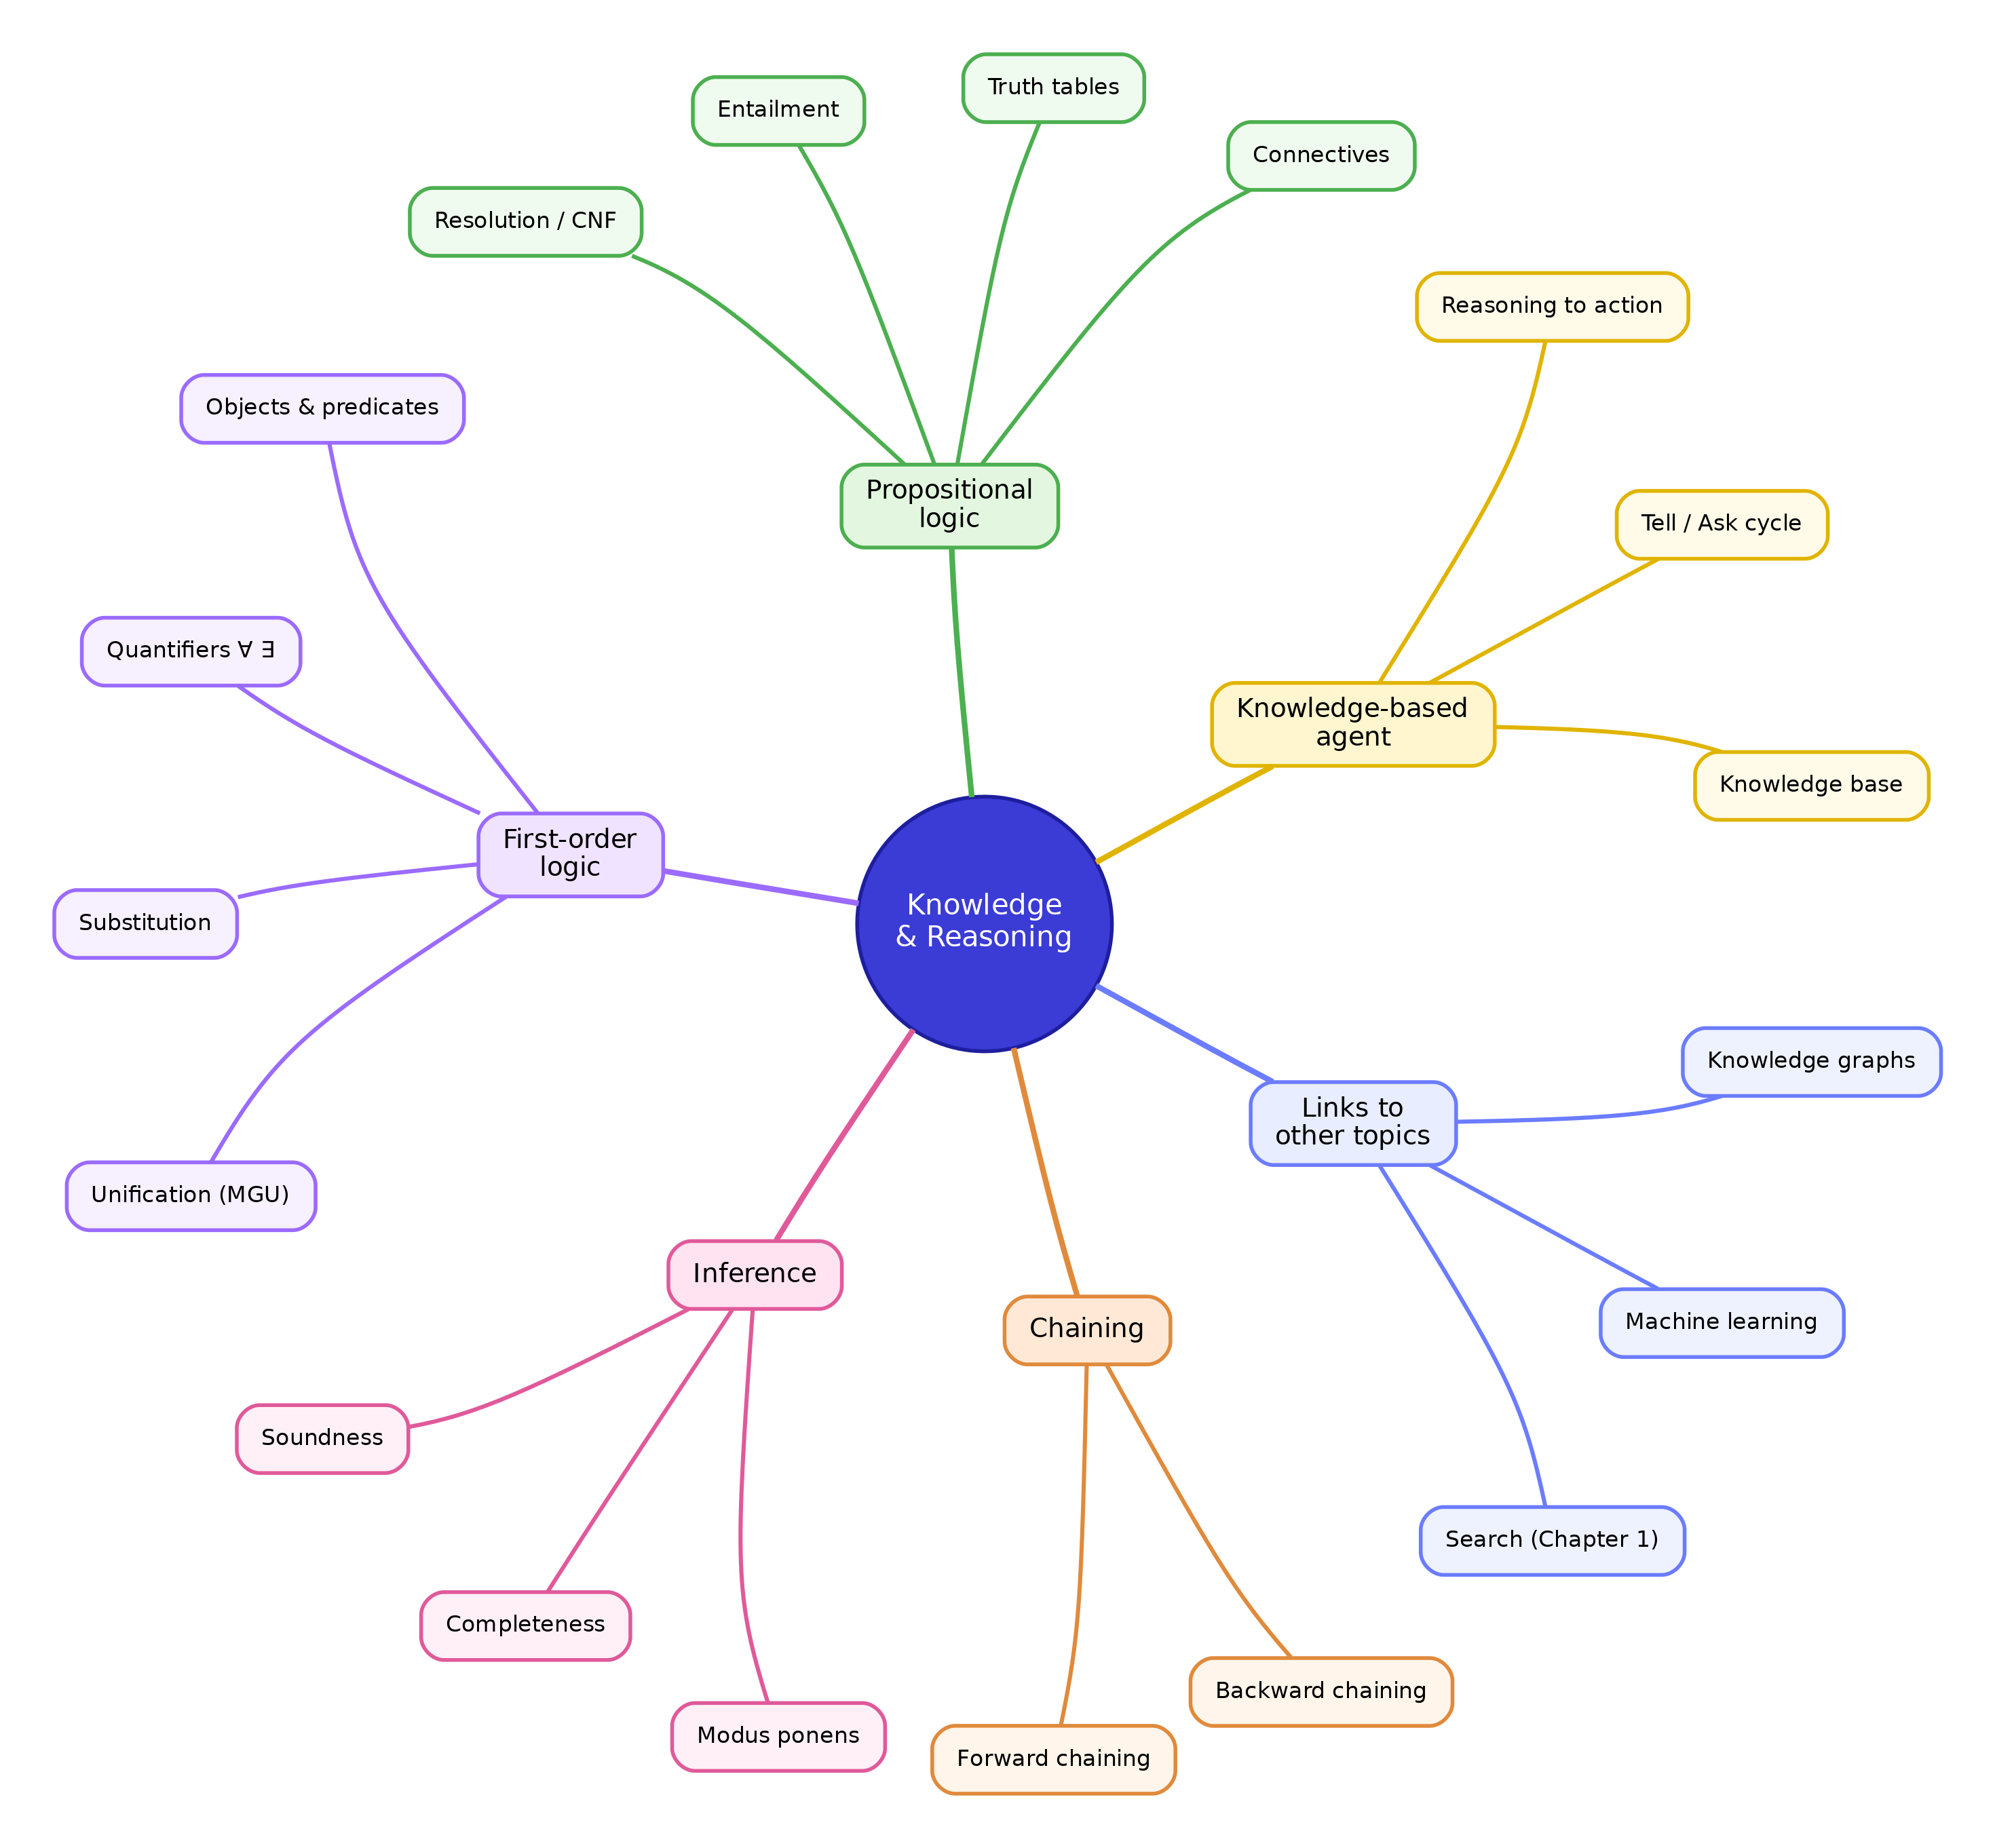 Truth tables
Entailment
Connectives
Resolution / CNF
Reasoning to action
Objects & predicates
Propositional
logic
Tell / Ask cycle
Quantifiers ∀ ∃
Knowledge-based
agent
Knowledge base
First-order
logic
Substitution
Knowledge
& Reasoning
Knowledge graphs
Links to
other topics
Unification (MGU)
Inference
Chaining
Machine learning
Soundness
Search (Chapter 1)
Completeness
Backward chaining
Modus ponens
Forward chaining